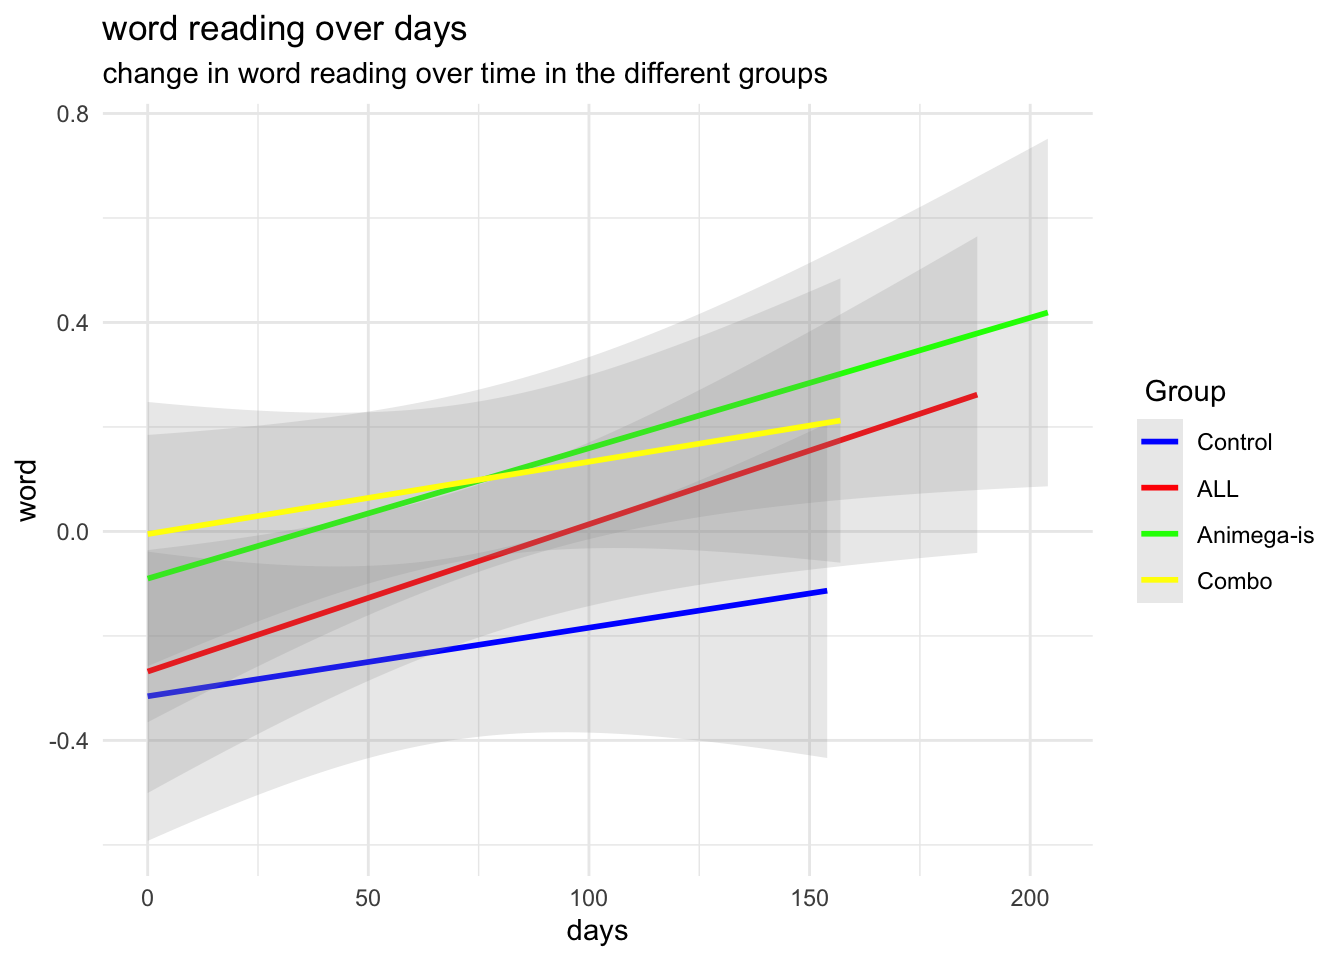 word reading over days
change in word reading over time in the different groups
0.8
0.4
0.0
-0.4
word
0
50
100
150
200
days
Group
Control
ALL
Animega-is
Combo